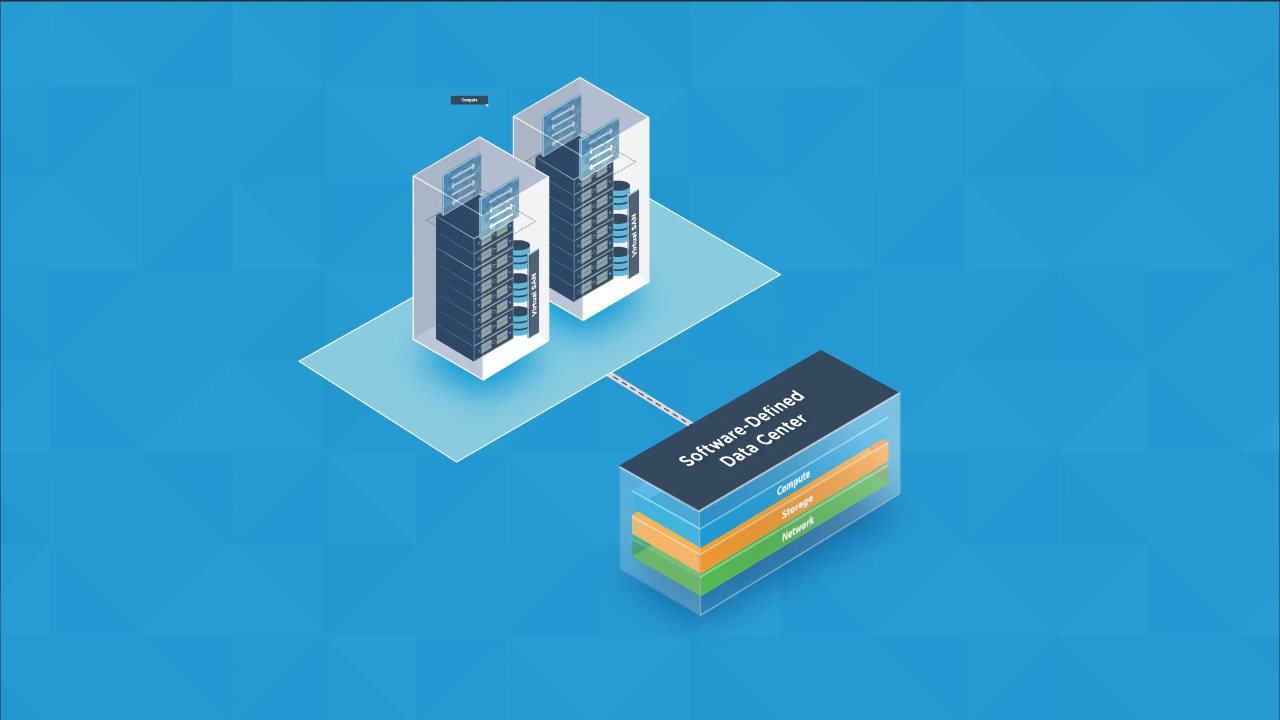 Compute
Virtual SAN
Virtual SAN
Software-Defined
Data Center
Compute
Storage
Network